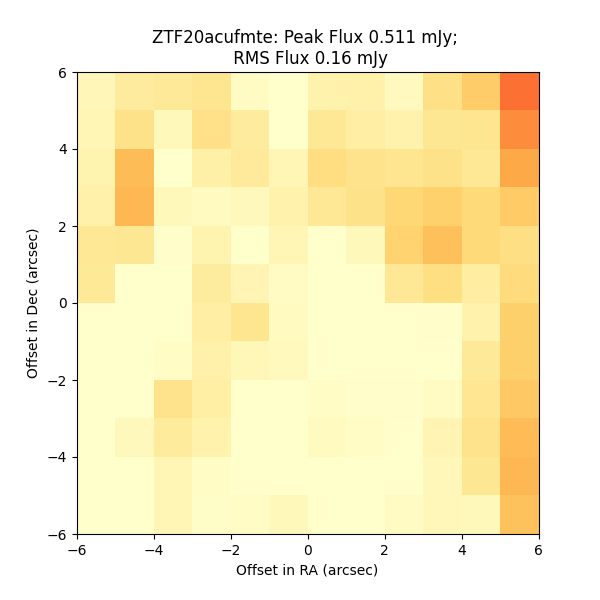 ZTF20acufmte: Peak Flux 0.511 mJy;
RMS Flux 0.16 mJy
6
4
2
0
−2
−4
−6
Offset in Dec (arcsec)
−6 −4 −2 0 2 4 6
Offset in RA (arcsec)